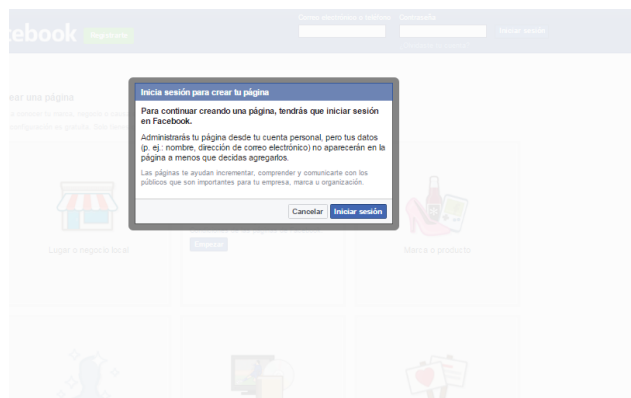 ebook
Correo electrónico o teléfono
Contraseña
Iniciar sesión
ear una página
Inicia sesión para crear tu página
Para continuar creando una página, tendrás que iniciar sesión
en Facebook.
Administrarás tu página desde tu cuenta personal, pero tus datos
(p. ej.: nombre, dirección de correo electrónico) no aparecerán en la
página a menos que decidas agregarlos.
Las páginas te ayudan incrementar, comprender y comunicarte con los
públicos que son importantes para tu empresa, marca u organización.
Cancelar Iniciar sesión
Lugar o negocio local
Empezar
Marca o producto